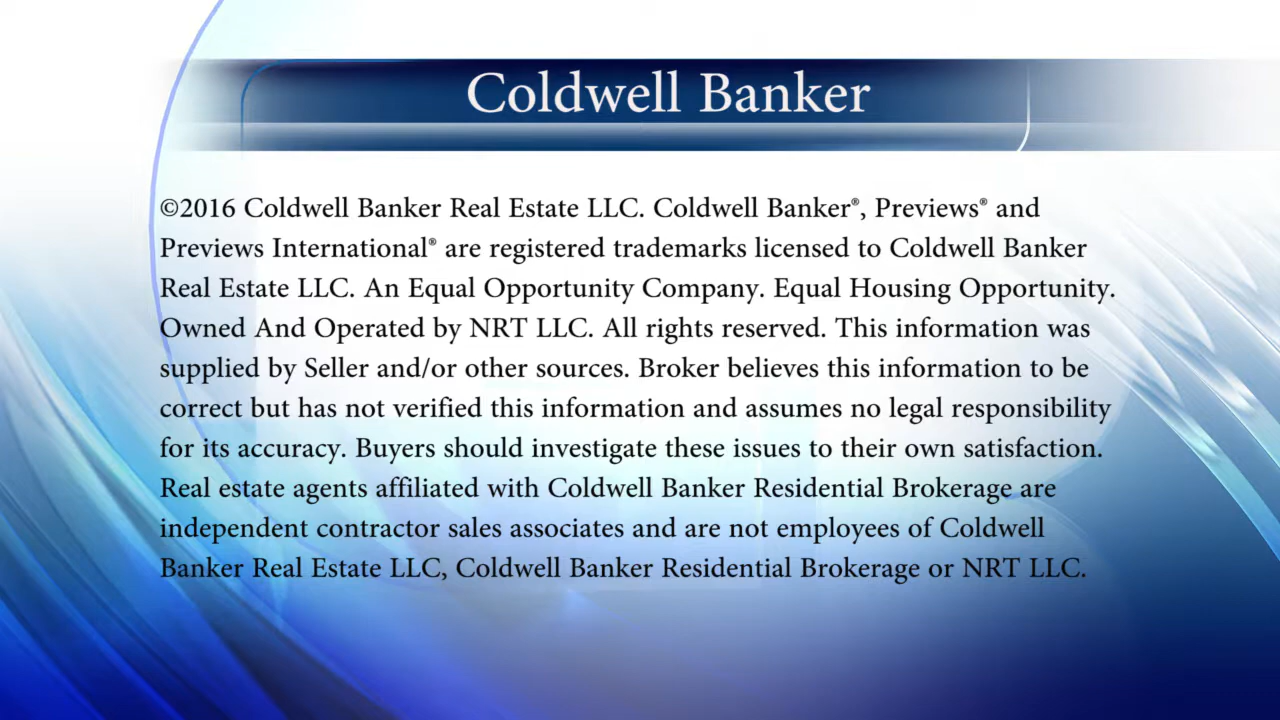 Coldwell Banker
©2016 Coldwell Banker Real Estate LLC. Coldwell Banker®, Previews® and
Previews International® are registered trademarks licensed to Coldwell Banker
Real Estate LLC. An Equal Opportunity Company. Equal Housing Opportunity.
Owned And Operated by NRT LLC. All rights reserved. This information was
supplied by Seller and/or other sources. Broker believes this information to be
correct but has not verified this information and assumes no legal responsibility
for its accuracy. Buyers should investigate these issues to their own satisfaction.
Real estate agents affiliated with Coldwell Banker Residential Brokerage are
independent contractor sales associates and are not employees of Coldwell
Banker Real Estate LLC, Coldwell Banker Residential Brokerage or NRT LLC.